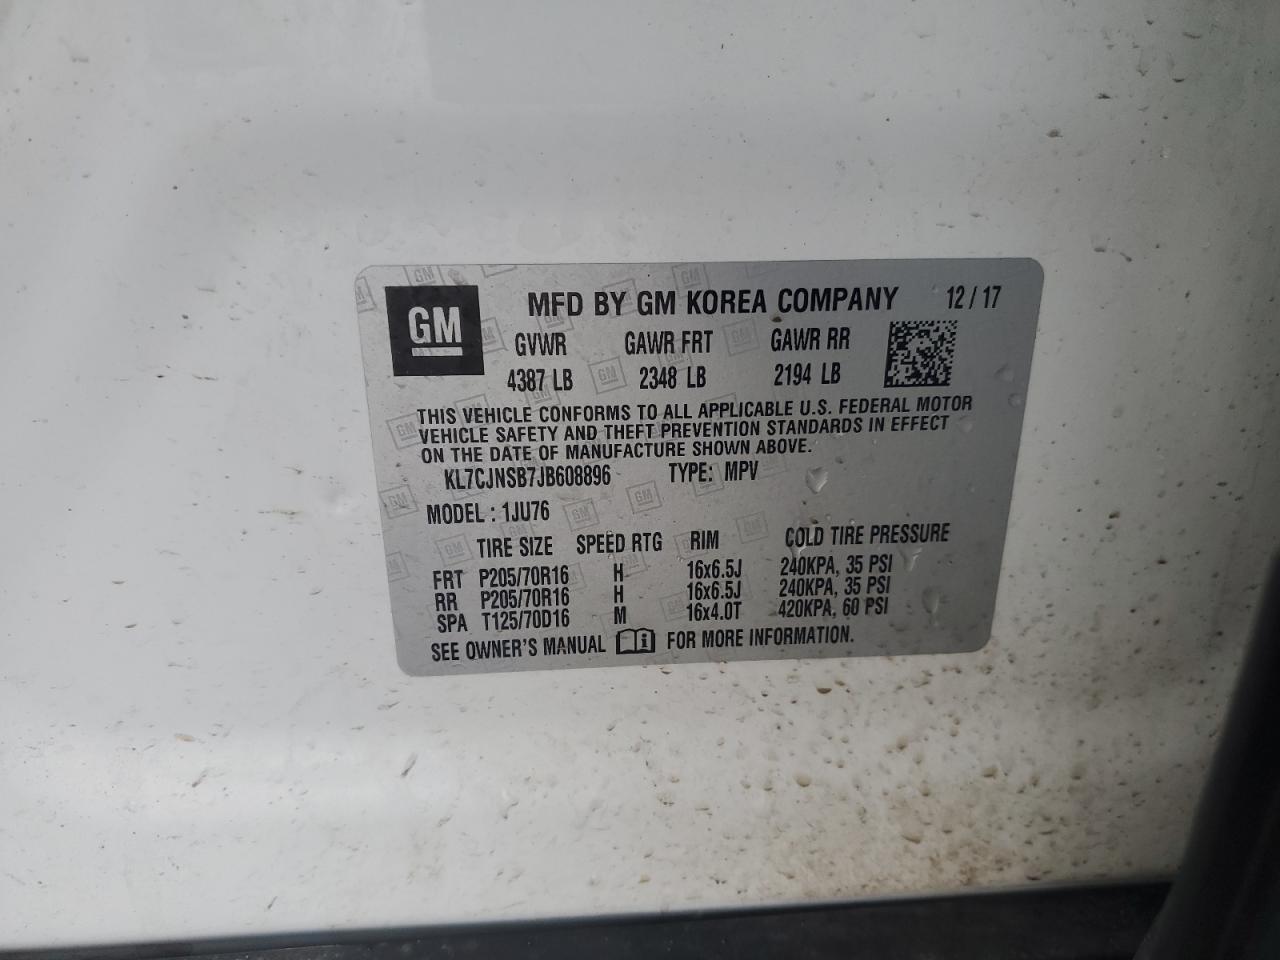 GM
MFD BY GM KOREA COMPANY 12/17
GVWR GAWR FRT GAWR RR
4387 LB 2348 LB 2194 LB
THIS VEHICLE CONFORMS TO ALL APPLICABLE U.S. FEDERAL MOTOR
VEHICLE SAFETY AND THEFT PREVENTION STANDARDS IN EFFECT
ON THE DATE OF MANUFACTURE SHOWN ABOVE.
KL7CJNSB7JB608896 TYPE: MPV
MODEL : 1JU76
TIRE SIZE SPEED RTG RIM COLD TIRE PRESSURE
FRT P205/70R16 H 16x6.5J 240KPA, 35 PSI
RR P205/70R16 H 16x6.5J 240KPA, 35 PSI
SPA T125/70D16 M 16x4.0T 420KPA, 60 PSI
SEE OWNER'S MANUAL i FOR MORE INFORMATION.